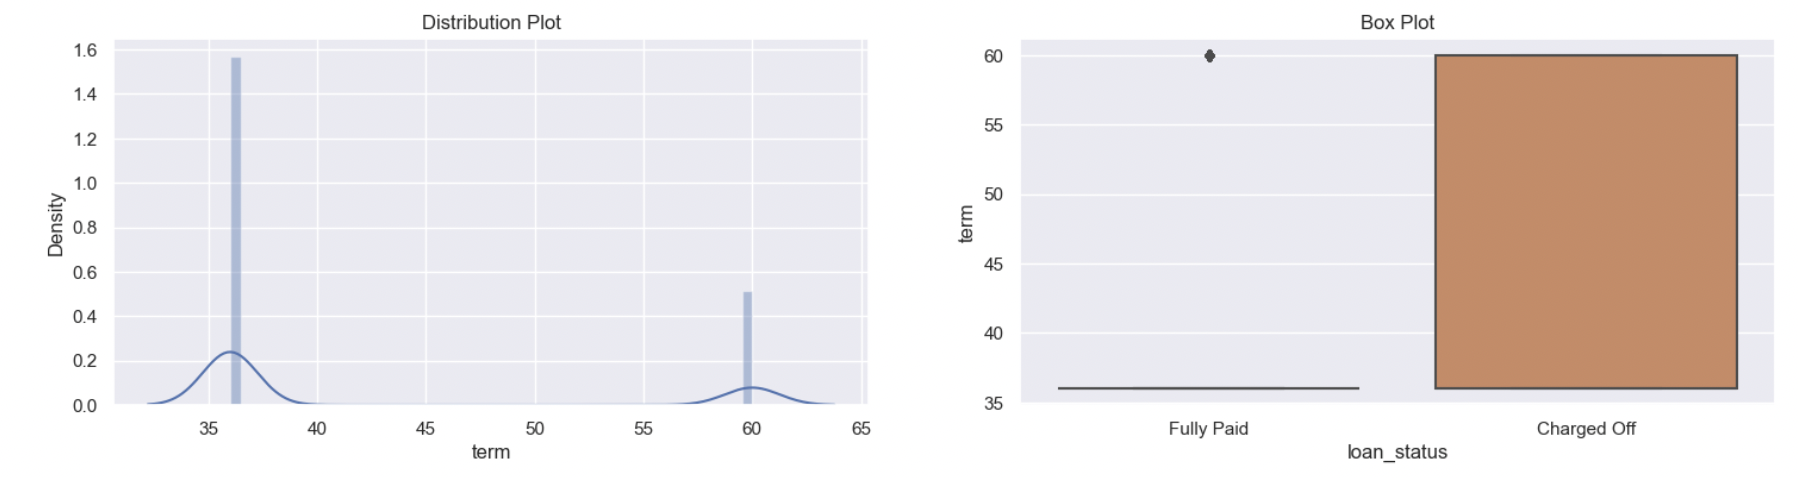 Distribution Plot
1.6
1.4
1.2
1.0
0.8
0.6
0.4
0.2
0.0
Density
35 40 45 50 55 60 65
term
Box Plot
60
55
50
45
40
35
term
Fully Paid Charged Off
loan_status